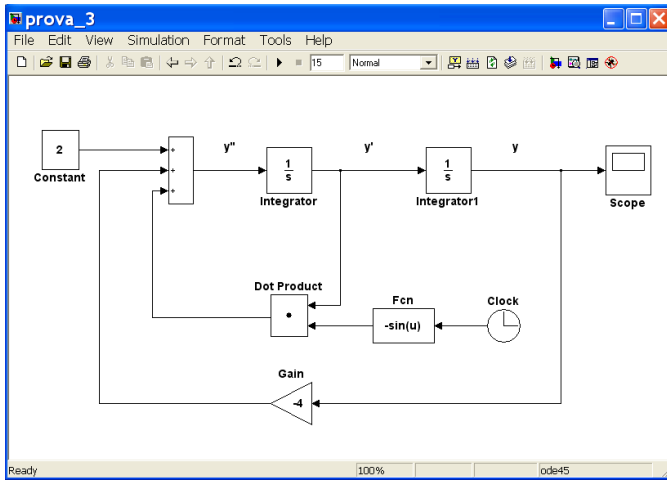 prova_3
File Edit View Simulation Format Tools Help
15 Normal
y'' y' y
2
Constant
+
+
+
1
s
Integrator
1
s
Integrator1
Scope
Dot Product
Fcn
-sin(u)
Clock
Gain
-4
Ready 100% ode45